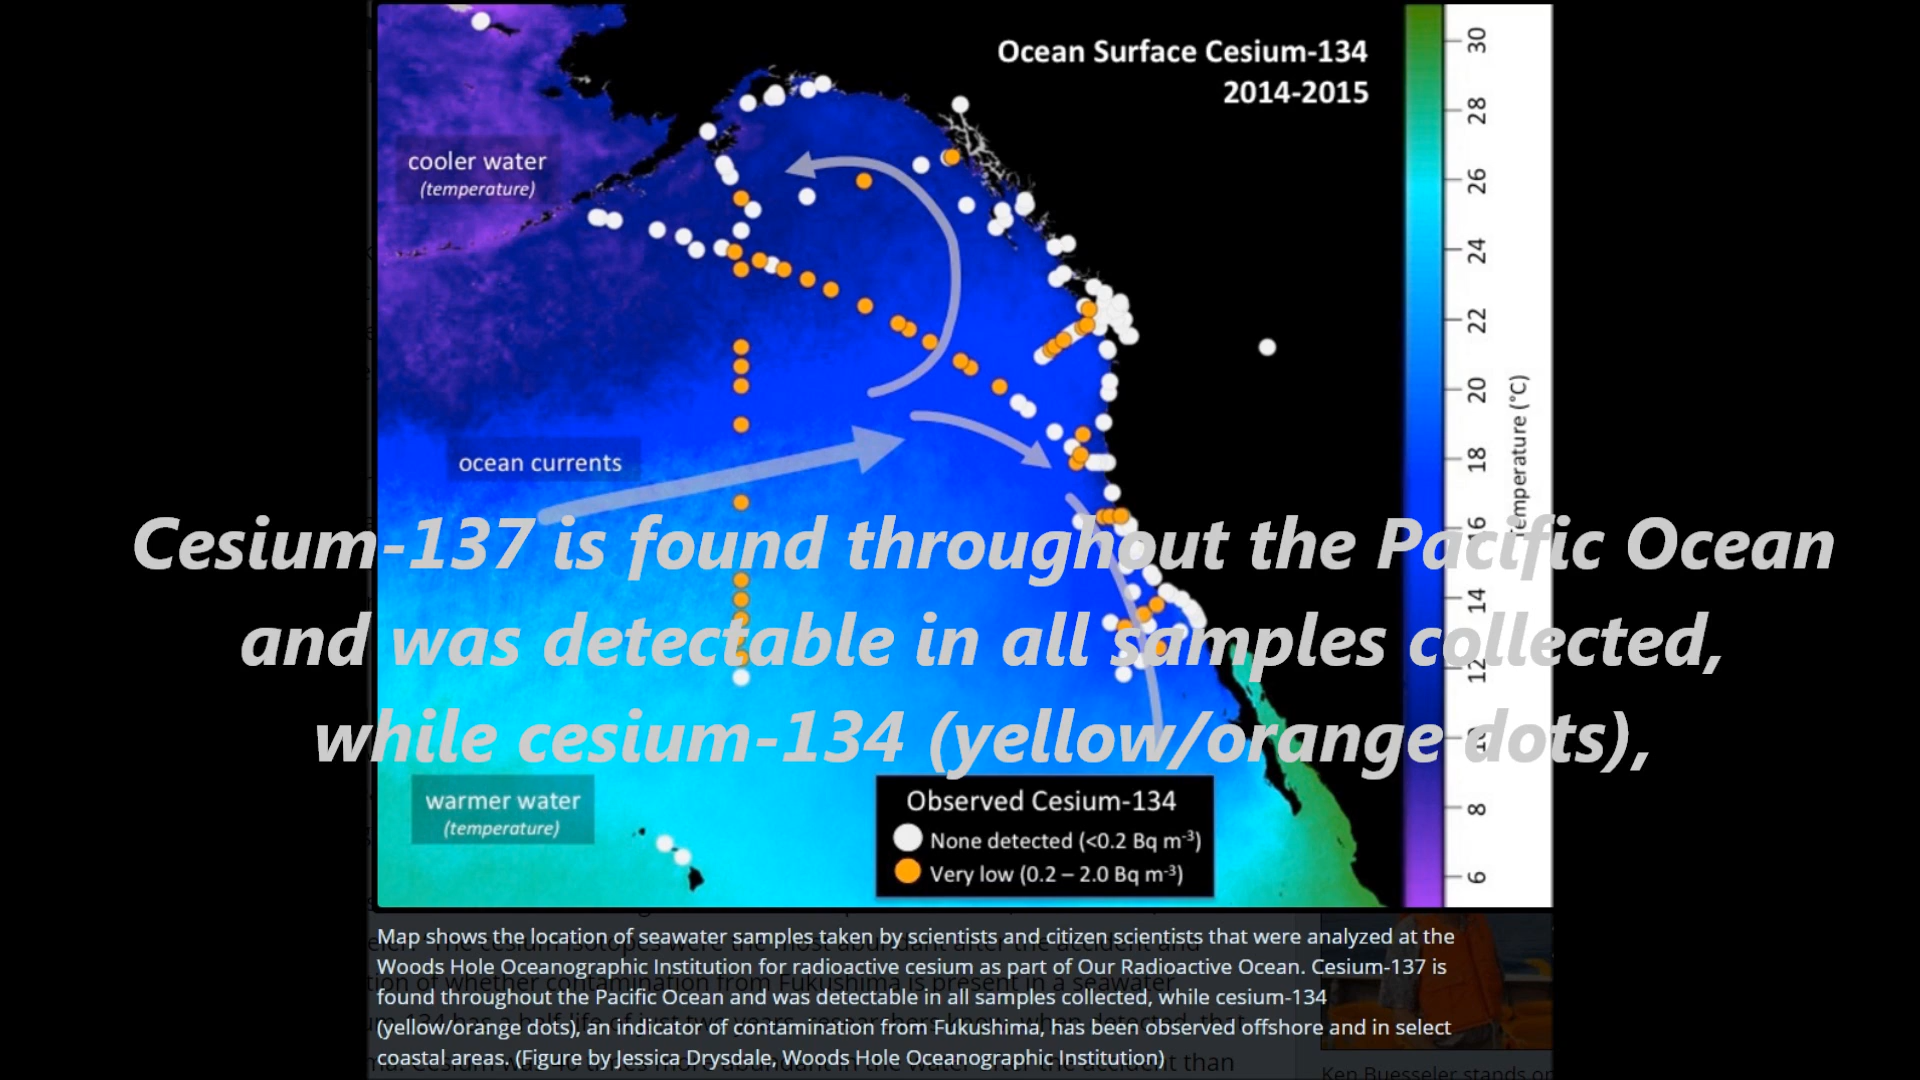 Ocean Surface Cesium-134
2014-2015
cooler water
(temperature)
ocean currents
warmer water
(temperature)
Observed Cesium-134
None detected (<0.2 Bq m⁻³)
Very low (0.2 – 2.0 Bq m⁻³)
30
28
26
24
22
20
18
16
14
12
8
6
Temperature (°C)
Cesium-137 is found throughout the Pacific Ocean
and was detectable in all samples collected,
while cesium-134 (yellow/orange dots),
Map shows the location of seawater samples taken by scientists and citizen scientists that were analyzed at the
Woods Hole Oceanographic Institution for radioactive cesium as part of Our Radioactive Ocean. Cesium-137 is
found throughout the Pacific Ocean and was detectable in all samples collected, while cesium-134
(yellow/orange dots), an indicator of contamination from Fukushima, has been observed offshore and in select
coastal areas. (Figure by Jessica Drysdale, Woods Hole Oceanographic Institution)
Ken Buesseler stands on